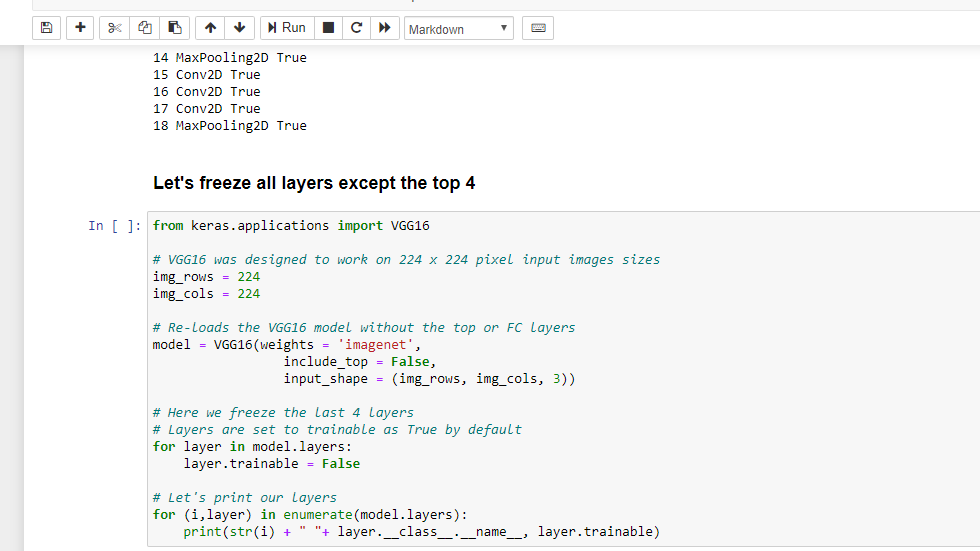 Run
Markdown
14 MaxPooling2D True
15 Conv2D True
16 Conv2D True
17 Conv2D True
18 MaxPooling2D True
Let's freeze all layers except the top 4
In [ ]: from keras.applications import VGG16
# VGG16 was designed to work on 224 x 224 pixel input images sizes
img_rows = 224
img_cols = 224
# Re-loads the VGG16 model without the top or FC layers
model = VGG16(weights = 'imagenet',
include_top = False,
input_shape = (img_rows, img_cols, 3))
# Here we freeze the last 4 layers
# Layers are set to trainable as True by default
for layer in model.layers:
layer.trainable = False
# Let's print our layers
for (i,layer) in enumerate(model.layers):
print(str(i) + " "+ layer.__class__.__name__, layer.trainable)